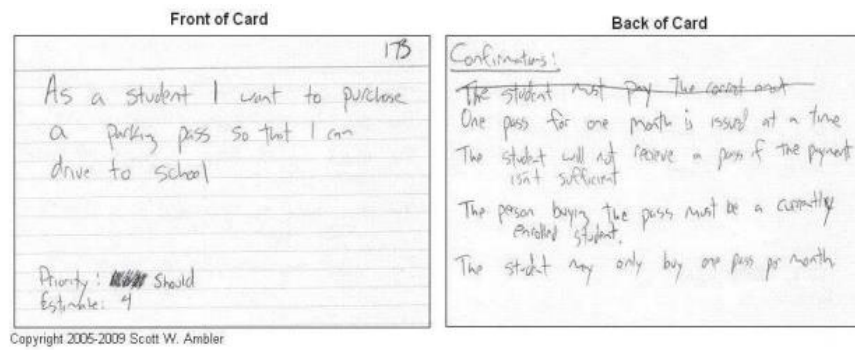 Front of Card
173
As a student I want to purchase
a parking pass so that I can
drive to school
Priority: Should
Estimate: 4
Back of Card
Confirmations:
The student must pay the correct amt
One pass for one month is issued at a time
The student will not receive a pass if the payment
isn't sufficient
The person buying the pass must be a currently
enrolled student.
The student may only buy one pass per month
Copyright 2005-2009 Scott W. Ambler